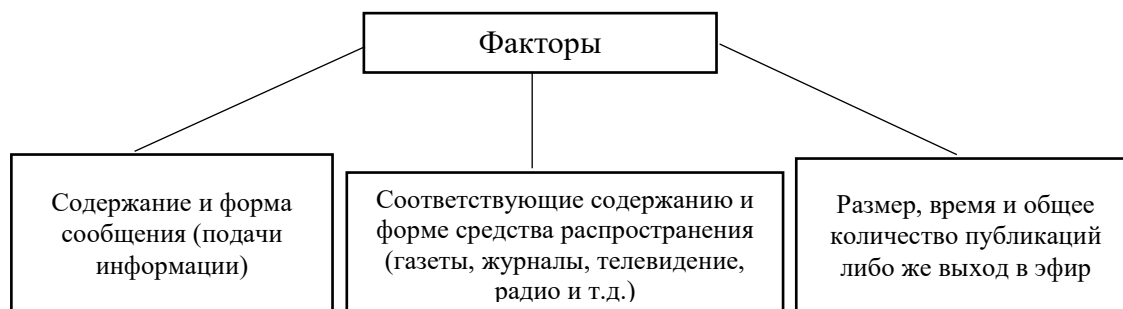 Факторы
Содержание и форма
сообщения (подачи
информации)
Соответствующие содержанию и
форме средства распространения
(газеты, журналы, телевидение,
радио и т.д.)
Размер, время и общее
количество публикаций
либо же выход в эфир